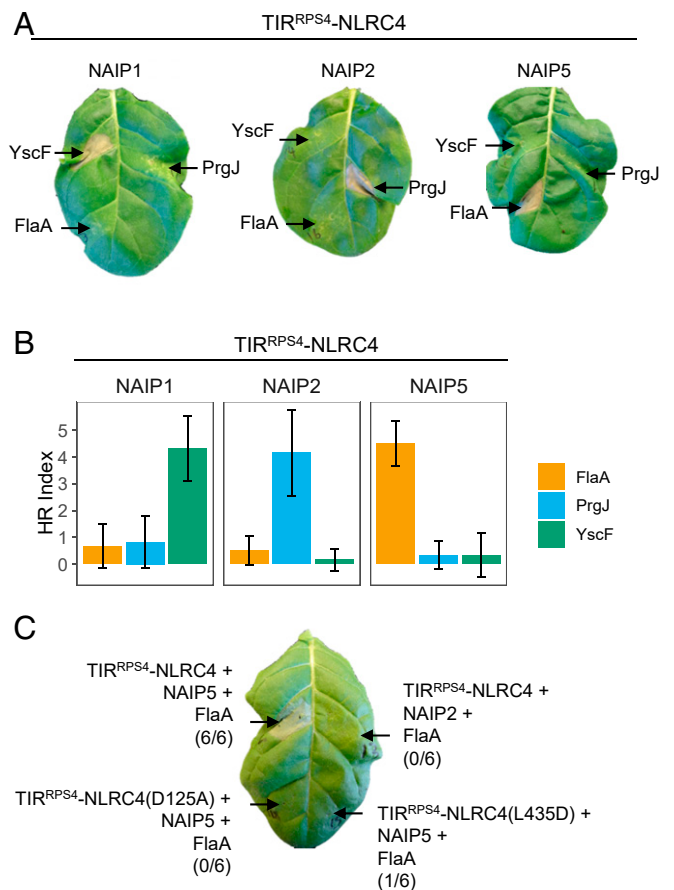 A
TIRRPS4-NLRC4
NAIP1
NAIP2
NAIP5
YscF
PrgJ
FlaA
YscF
PrgJ
FlaA
YscF
PrgJ
FlaA
B
TIRRPS4-NLRC4
NAIP1
NAIP2
NAIP5
HR Index
5
4
3
2
1
0
FlaA
PrgJ
YscF
C
TIRRPS4-NLRC4 +
NAIP5 +
FlaA
(6/6)
TIRRPS4-NLRC4 +
NAIP2 +
FlaA
(0/6)
TIRRPS4-NLRC4(D125A) +
NAIP5 +
FlaA
(0/6)
TIRRPS4-NLRC4(L435D) +
NAIP5 +
FlaA
(1/6)